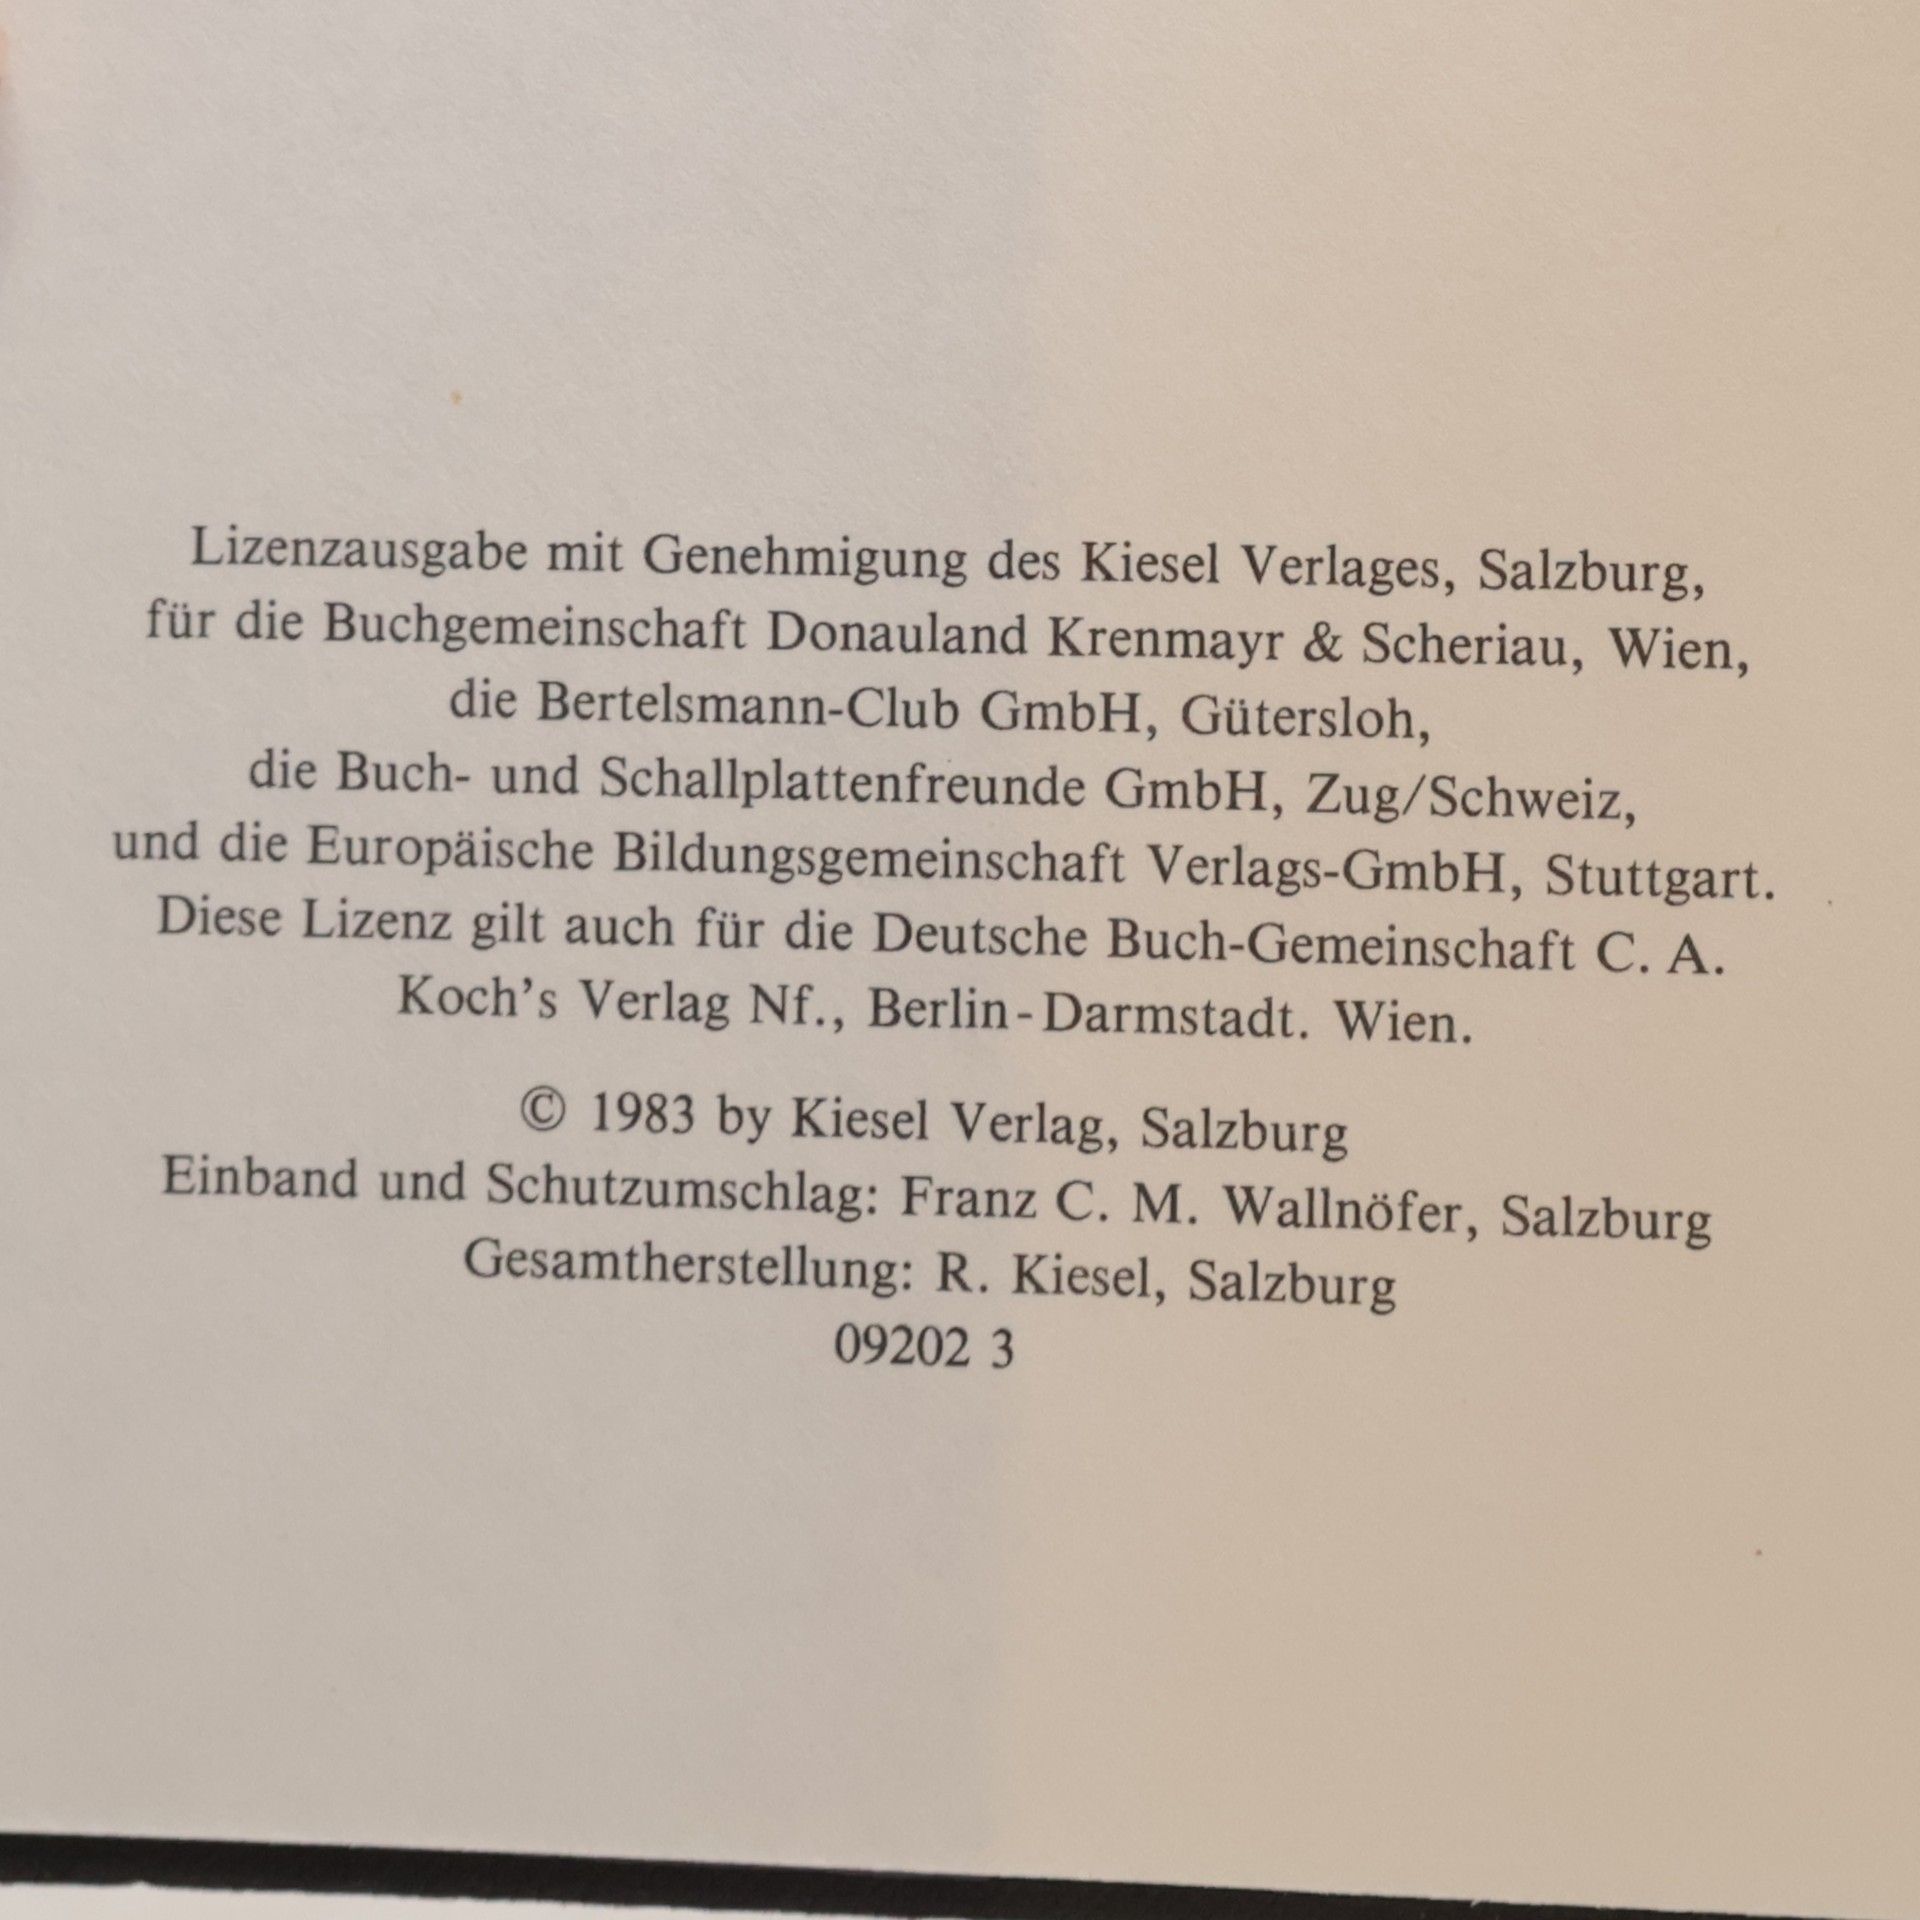 Lizenzausgabe mit Genehmigung des Kiesel Verlages, Salzburg,
für die Buchgemeinschaft Donauland Krenmayr & Scheriau, Wien,
die Bertelsmann-Club GmbH, Gütersloh,
die Buch- und Schallplattenfreunde GmbH, Zug/Schweiz,
und die Europäische Bildungsgemeinschaft Verlags-GmbH, Stuttgart.
Diese Lizenz gilt auch für die Deutsche Buch-Gemeinschaft C. A.
Koch’s Verlag Nf., Berlin - Darmstadt. Wien.
© 1983 by Kiesel Verlag, Salzburg
Einband und Schutzumschlag: Franz C. M. Wallnöfer, Salzburg
Gesamtherstellung: R. Kiesel, Salzburg
09202 3